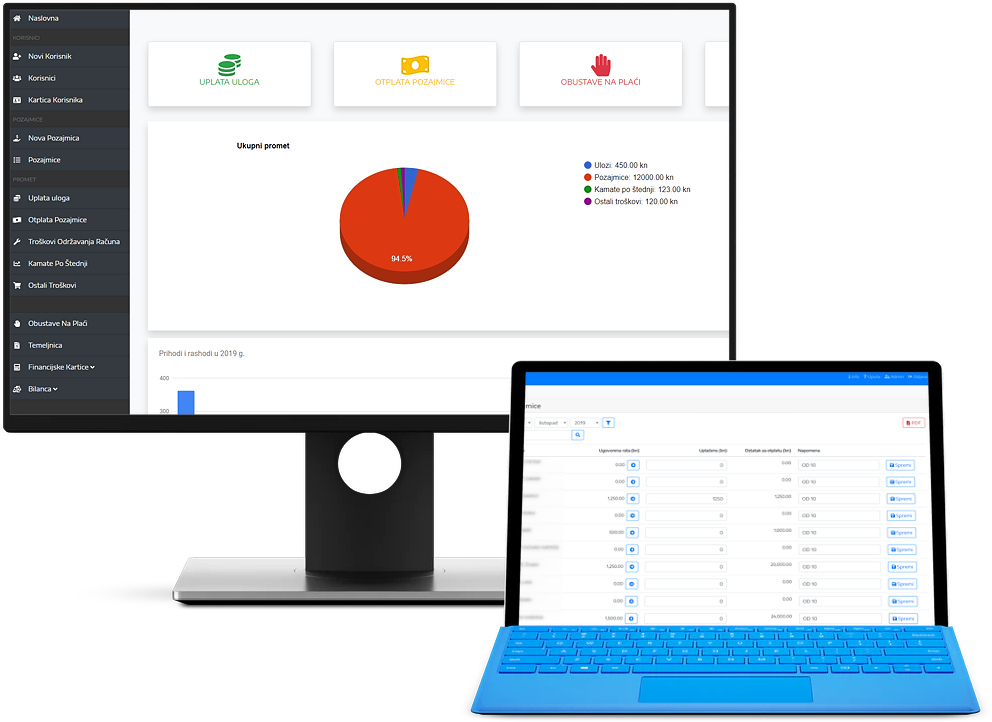 Naslovna
KORISNICI
Novi Korisnik
Korisnici
Kartica Korisnika
POZAJMICE
Nova Pozajmica
Pozajmice
PROMET
Uplata uloga
Otplata Pozajmice
Troškovi Održavanja Računa
Kamate Po Štednji
Ostali Troškovi
Obustave Na Plaći
Temeljnica
Financijske Kartice
Bilanca
UPLATA ULOGA
OTPLATA POZAJMICE
OBUSTAVE NA PLAĆI
Ukupni promet
Ulozi: 450.00 kn
Pozajmice: 12000.00 kn
Kamate po štednji: 123.00 kn
Ostali troškovi: 120.00 kn
94.5%
Prihodi i rashodi u 2019 g.
400
300
mice
listopad 2019 PDF
Ugovorena rata (kn) Uplaćeno (kn) Ostatak za otplatu (kn) Napomena
0.00 0 0.00 OD 10 Spremi
0.00 0 0.00 OD 10 Spremi
1,250.00 1250 1,250.00 OD 10 Spremi
0.00 0 0.00 OD 10 Spremi
500.00 0 OD 10 Spremi
0.00 0 0.00 OD 10 Spremi
1,250.00 0 20,000.00 OD 10 Spremi
0.00 0 0.00 OD 10 Spremi
0.00 0 0.00 OD 10 Spremi
0 24,000.00 OD 10 Spremi